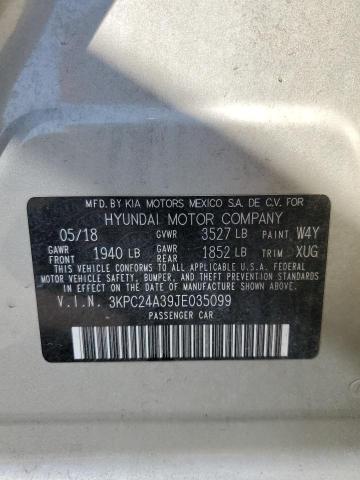 MFD.BY KIA MOTORS MEXICO S.A. DE C.V. FOR
HYUNDAI MOTOR COMPANY
05/18 GVWR 3527 LB PAINT W4Y
GAWR FRONT 1940 LB GAWR REAR 1852 LB TRIM XUG
THIS VEHICLE CONFORMS TO ALL APPLICABLE U.S.A. FEDERAL
MOTOR VEHICLE SAFETY, BUMPER, AND THEFT PREVENTION
STANDARDS IN EFFECT ON THE DATE OF MANUFACTURE SHOWN ABOVE.
V.I.N. 3KPC24A39JE035099
PASSENGER CAR